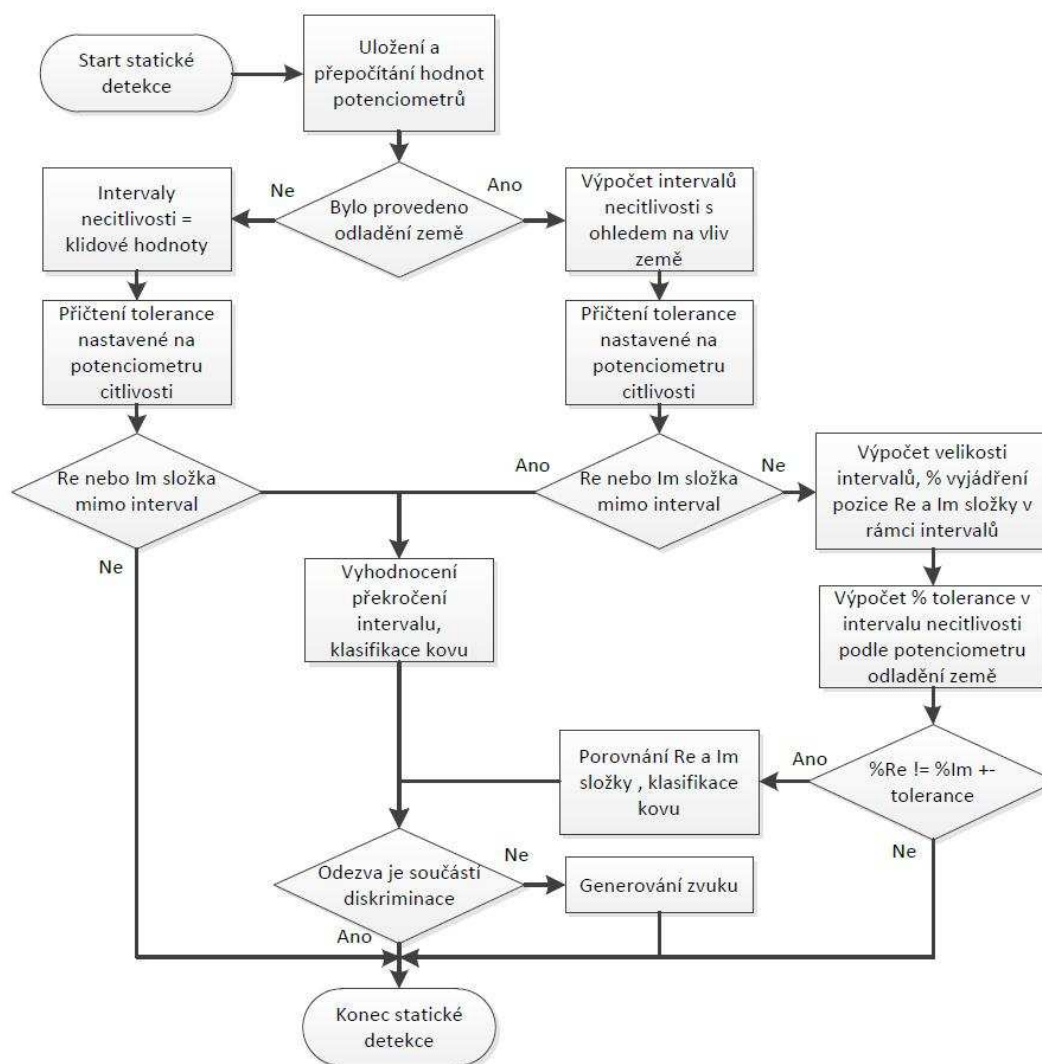 Start statické
detekce
Uložení a
přepočítání hodnot
potenciometrů
Ne
Ano
Bylo provedeno
odladění země
Intervaly
necitlivosti =
klidové hodnoty
Výpočet intervalů
necitlivosti s
ohledem na vliv
země
Přičtení tolerance
nastavené na
potenciometru
citlivosti
Přičtení tolerance
nastavené na
potenciometru
citlivosti
Re nebo Im složka
mimo interval
Ano
Re nebo Im složka
mimo interval
Ne
Výpočet velikosti
intervalů, % vyjádření
pozice Re a Im složky v
rámci intervalů
Ne
Vyhodnocení
překročení
intervalu,
klasifikace kovu
Výpočet % tolerance v
intervalu necitlivosti
podle potenciometru
odladění země
Porovnání Re a Im
složky , klasifikace
kovu
Ano
%Re != %Im +-
tolerance
Ne
Odezva je součástí
diskriminace
Ne
Generování zvuku
Ano
Konec statické
detekce